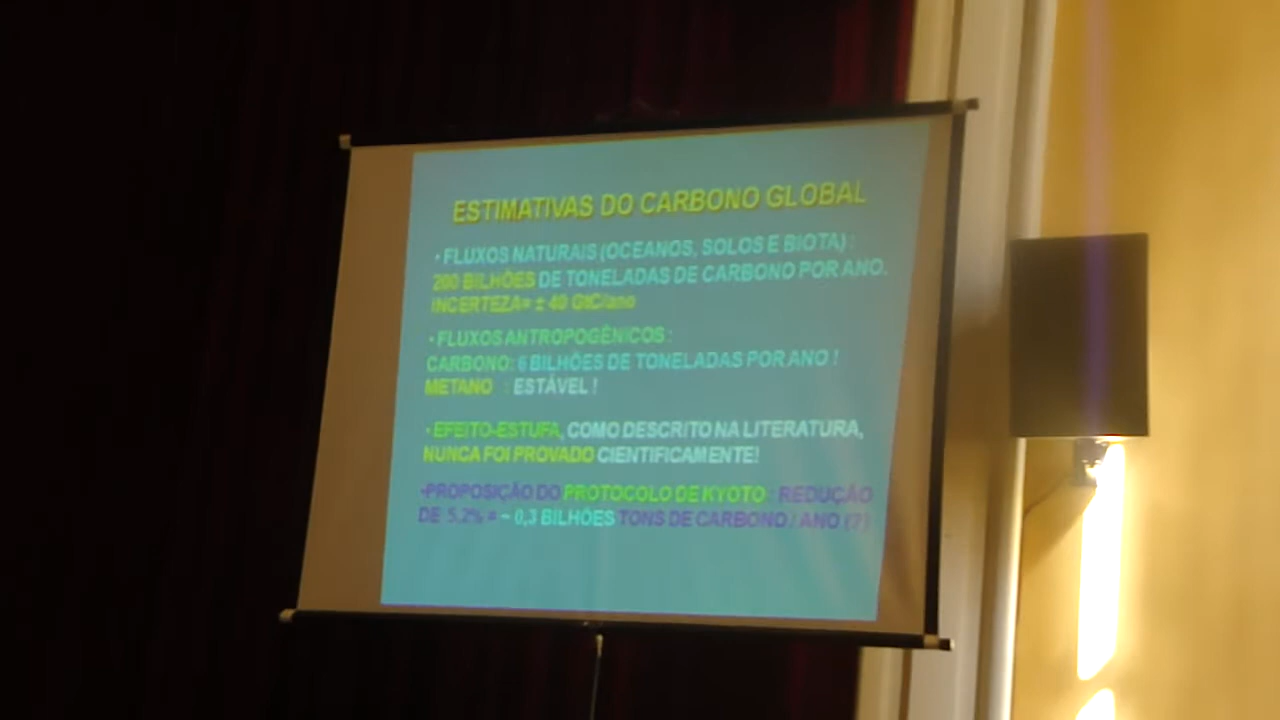 ESTIMATIVAS DO CARBONO GLOBAL
• FLUXOS NATURAIS (OCEANOS, SOLOS E BIOTA) :
200 BILHÕES DE TONELADAS DE CARBONO POR ANO.
INCERTEZA= ± 40 GtC/ano
• FLUXOS ANTROPOGÊNICOS :
CARBONO: 6 BILHÕES DE TONELADAS POR ANO !
METANO : ESTÁVEL !
• EFEITO-ESTUFA, COMO DESCRITO NA LITERATURA,
NUNCA FOI PROVADO CIENTIFICAMENTE!
•PROPOSIÇÃO DO PROTOCOLO DE KYOTO : REDUÇÃO
DE 5.2% = ~ 0,3 BILHÕES TONS DE CARBONO / ANO (?)